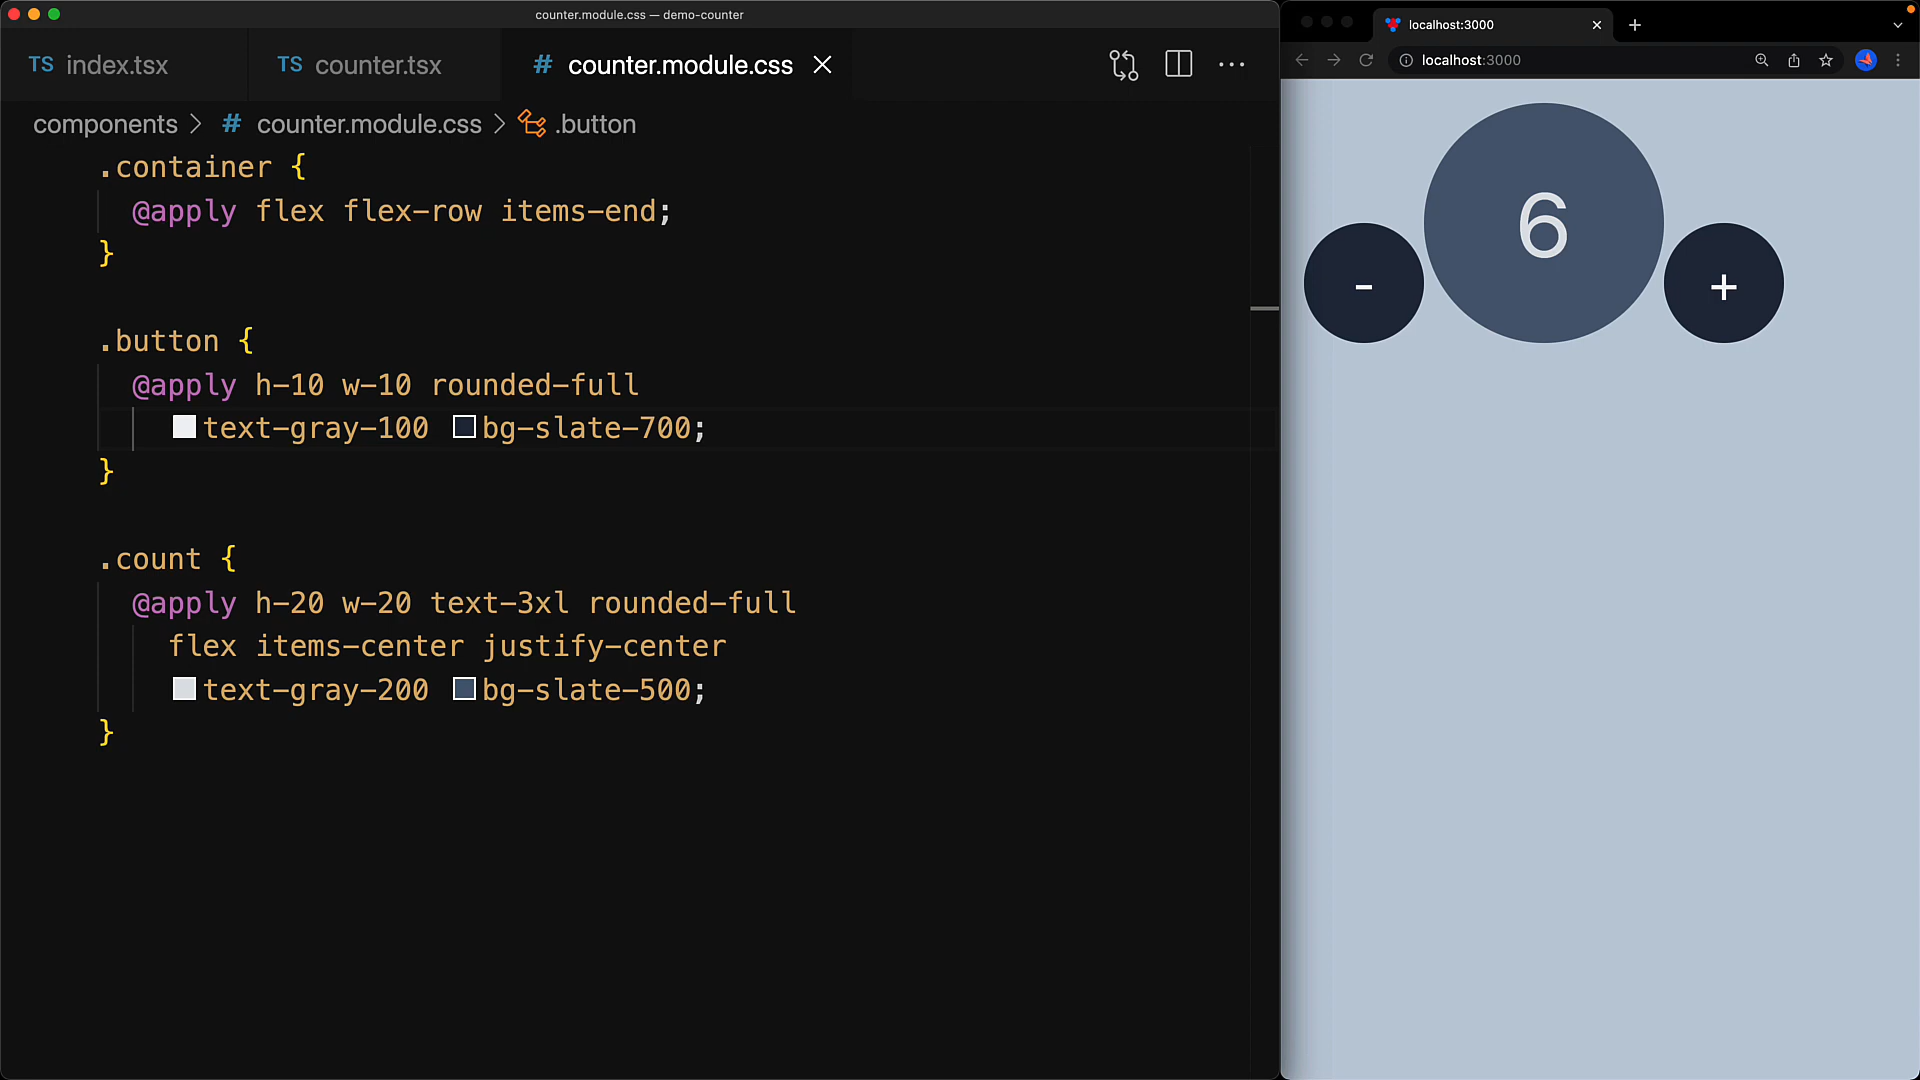 counter.module.css — demo-counter
TS index.tsx
TS counter.tsx
# counter.module.css
components > # counter.module.css > .button
.container {
@apply flex flex-row items-end;
}
.button {
@apply h-10 w-10 rounded-full
text-gray-100 bg-slate-700;
}
.count {
@apply h-20 w-20 text-3xl rounded-full
flex items-center justify-center
text-gray-200 bg-slate-500;
}
localhost:3000
localhost:3000
-
6
+